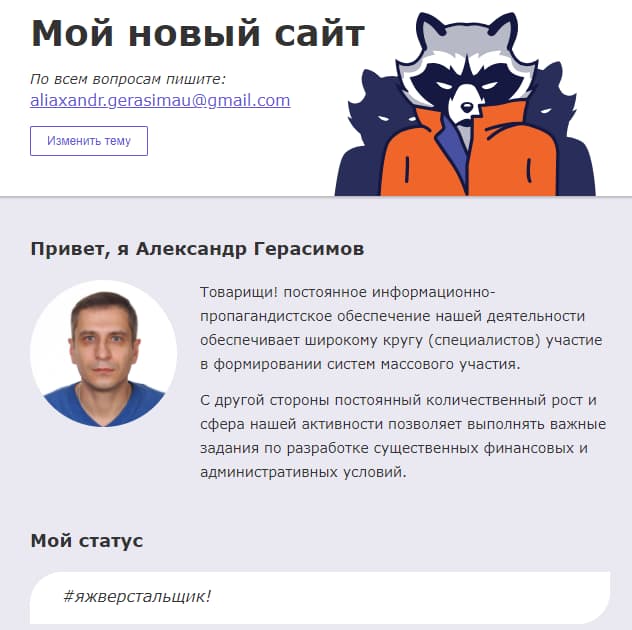 Мой новый сайт
По всем вопросам пишите:
aliaxandr.gerasimau@gmail.com
Изменить тему
Привет, я Александр Герасимов
Товарищи! постоянное информационно-
пропагандистское обеспечение нашей деятельности
обеспечивает широкому кругу (специалистов) участие
в формировании систем массового участия.
С другой стороны постоянный количественный рост и
сфера нашей активности позволяет выполнять важные
задания по разработке существенных финансовых и
административных условий.
Мой статус
#яжверстальщик!